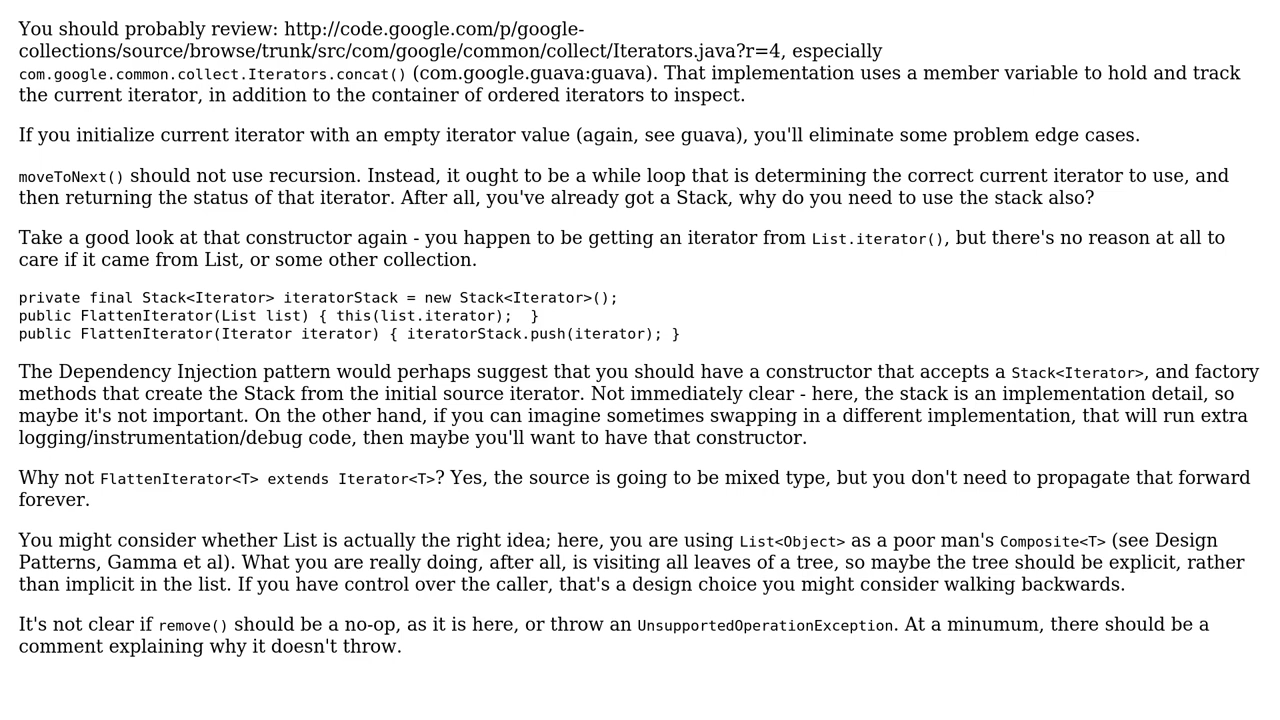 You should probably review: http://code.google.com/p/google-
collections/source/browse/trunk/src/com/google/common/collect/Iterators.java?r=4, especially
com.google.common.collect.Iterators.concat() (com.google.guava:guava). That implementation uses a member variable to hold and track
the current iterator, in addition to the container of ordered iterators to inspect.
If you initialize current iterator with an empty iterator value (again, see guava), you'll eliminate some problem edge cases.
moveToNext() should not use recursion. Instead, it ought to be a while loop that is determining the correct current iterator to use, and
then returning the status of that iterator. After all, you've already got a Stack, why do you need to use the stack also?
Take a good look at that constructor again - you happen to be getting an iterator from List.iterator(), but there's no reason at all to
care if it came from List, or some other collection.
private final Stack<Iterator> iteratorStack = new Stack<Iterator>();
public FlattenIterator(List list) { this(list.iterator);  }
public FlattenIterator(Iterator iterator) { iteratorStack.push(iterator); }
The Dependency Injection pattern would perhaps suggest that you should have a constructor that accepts a Stack<Iterator>, and factory
methods that create the Stack from the initial source iterator. Not immediately clear - here, the stack is an implementation detail, so
maybe it's not important. On the other hand, if you can imagine sometimes swapping in a different implementation, that will run extra
logging/instrumentation/debug code, then maybe you'll want to have that constructor.
Why not FlattenIterator<T> extends Iterator<T>? Yes, the source is going to be mixed type, but you don't need to propagate that forward
forever.
You might consider whether List is actually the right idea; here, you are using List<Object> as a poor man's Composite<T> (see Design
Patterns, Gamma et al). What you are really doing, after all, is visiting all leaves of a tree, so maybe the tree should be explicit, rather
than implicit in the list. If you have control over the caller, that's a design choice you might consider walking backwards.
It's not clear if remove() should be a no-op, as it is here, or throw an UnsupportedOperationException. At a minumum, there should be a
comment explaining why it doesn't throw.